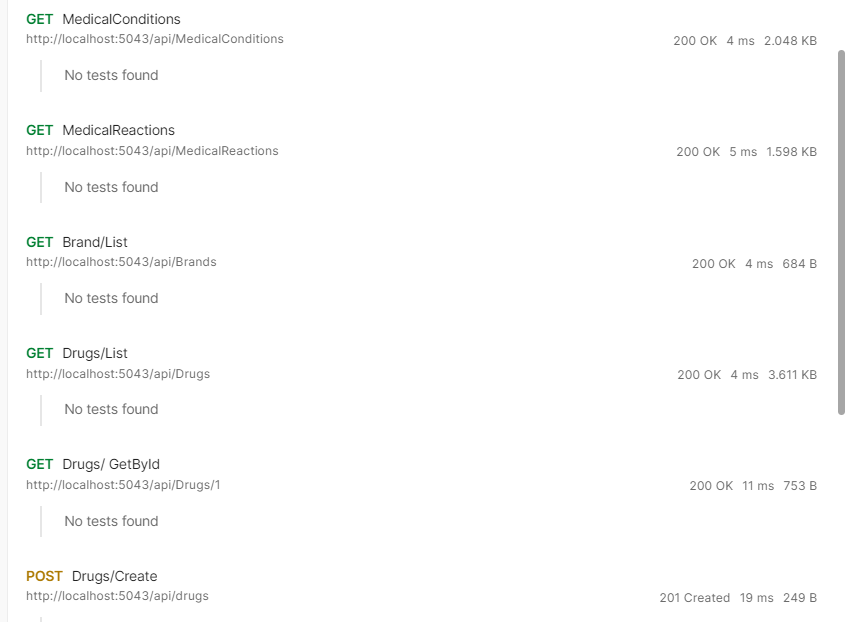 GET MedicalConditions
http://localhost:5043/api/MedicalConditions 200 OK 4 ms 2.048 KB
No tests found
GET MedicalReactions
http://localhost:5043/api/MedicalReactions 200 OK 5 ms 1.598 KB
No tests found
GET Brand/List
http://localhost:5043/api/Brands 200 OK 4 ms 684 B
No tests found
GET Drugs/List
http://localhost:5043/api/Drugs 200 OK 4 ms 3.611 KB
No tests found
GET Drugs/ GetById
http://localhost:5043/api/Drugs/1 200 OK 11 ms 753 B
No tests found
POST Drugs/Create
http://localhost:5043/api/drugs 201 Created 19 ms 249 B